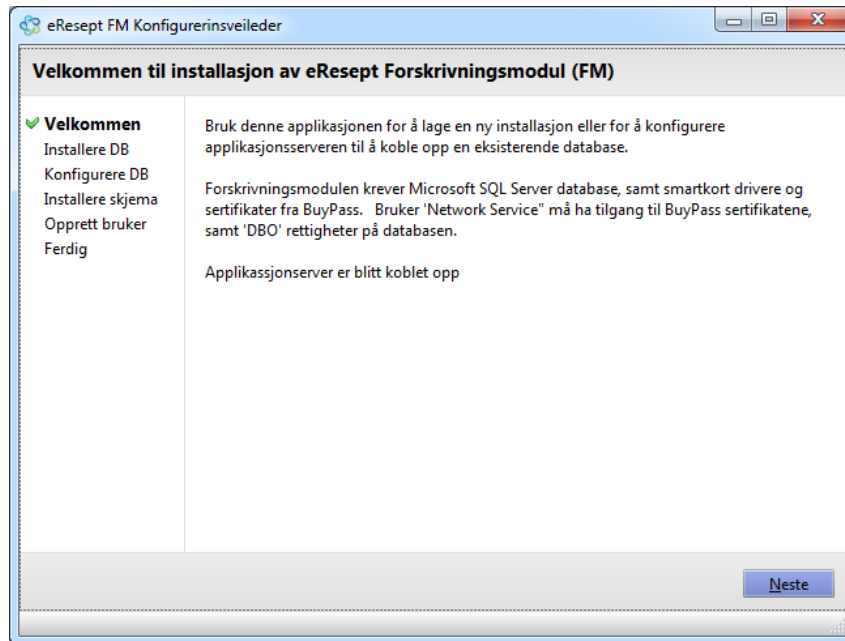 eResept FM Konfigurerinsveileder
Velkommen til installasjon av eResept Forskrivningsmodul (FM)
Velkommen
Installere DB
Konfigurere DB
Installere skjema
Opprett bruker
Ferdig
Bruk denne applikasjonen for å lage en ny installasjon eller for å konfigurere
applikasjonsserveren til å koble opp en eksisterende database.
Forskrivningsmodulen krever Microsoft SQL Server database, samt smartkort drivere og
sertifikater fra BuyPass.   Bruker 'Network Service" må ha tilgang til BuyPass sertifikatene,
samt 'DBO' rettigheter på databasen.
Applikassjonserver er blitt koblet opp
Neste